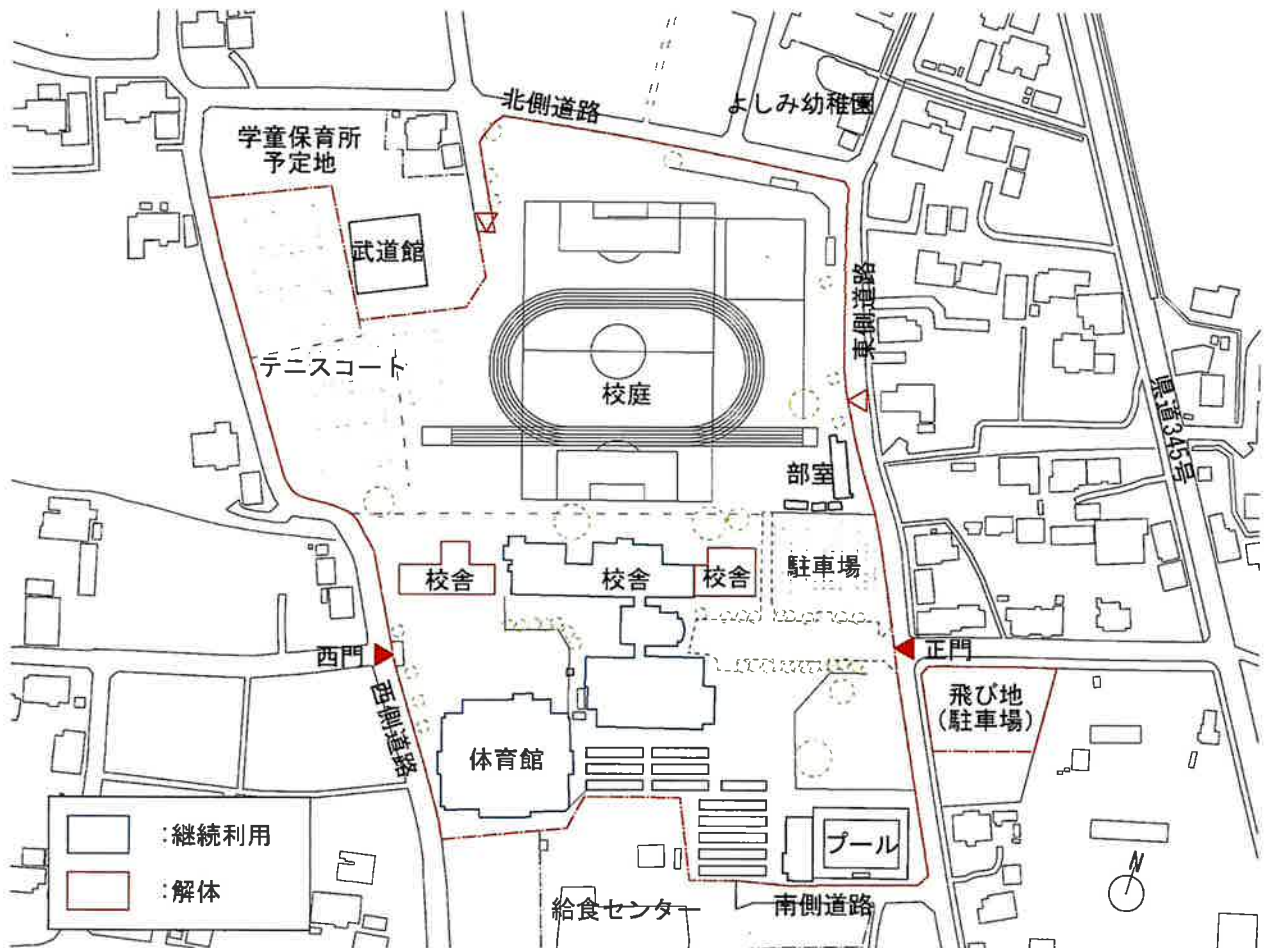 北側道路
よしみ幼稚園
学童保育所
予定地
武道館
東側道路
テニスコート
校庭
県道345号
部室
校舎
校舎
校舎
駐車場
西門
正門
西側道路
飛び地
(駐車場)
体育館
:継続利用
プール
:解体
N
給食センター
南側道路